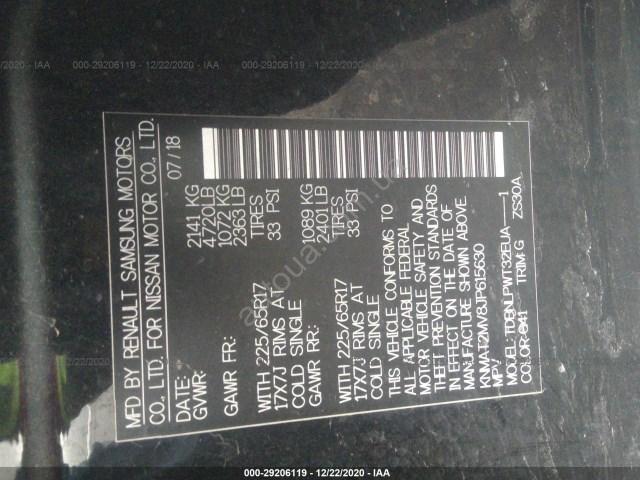 000-29206119 - 12/22/2020 - IAA
MFD BY RENAULT SAMSUNG MOTORS
CO., LTD. FOR NISSAN MOTOR CO., LTD.
DATE: 07/18
GVWR: 2141 KG
4720LB
GAWR FR: 1072 KG
2363 LB
WITH 225/65R17 TIRES
17X7J RIMS AT 33 PSI
COLD SINGLE
GAWR RR: 1089 KG
2401 LB
WITH 225/65R17 TIRES
17X7J RIMS AT 33 PSI
COLD SINGLE
THIS VEHICLE CONFORMS TO
ALL APPLICABLE FEDERAL
MOTOR VEHICLE SAFETY AND
THEFT PREVENTION STANDARDS
IN EFFECT ON THE DATE OF
MANUFACTURE SHOWN ABOVE.
KNMAT2MV8JP615630
MPV
MODEL: TDBNLPWT32EUA-----1
COLOR: TRIM:G ZS30A
000-29206119 - 12/22/2020 - IAA